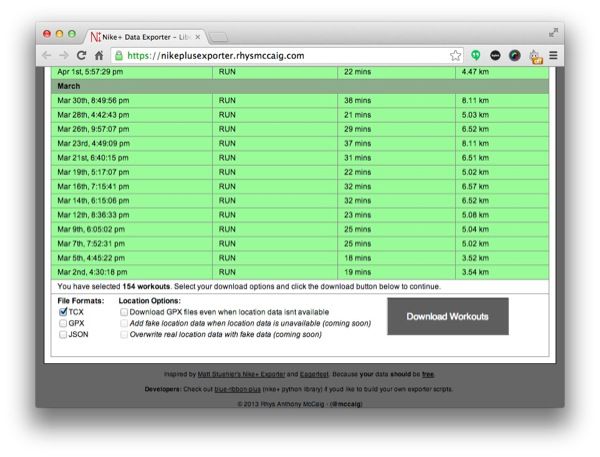 Nike+ Data Exporter – Lib
https://nikeplusexporter.rhysmccaig.com
Apr 1st, 5:57:29 pm RUN 22 mins 4.47 km
March
Mar 30th, 8:49:56 pm RUN 38 mins 8.11 km
Mar 28th, 4:42:43 pm RUN 21 mins 5.03 km
Mar 26th, 9:57:07 pm RUN 29 mins 6.52 km
Mar 23rd, 4:49:09 pm RUN 37 mins 8.11 km
Mar 21st, 6:40:15 pm RUN 31 mins 6.51 km
Mar 19th, 5:17:07 pm RUN 22 mins 5.02 km
Mar 16th, 7:15:41 pm RUN 32 mins 6.57 km
Mar 14th, 6:15:06 pm RUN 32 mins 6.52 km
Mar 12th, 8:36:33 pm RUN 23 mins 5.08 km
Mar 9th, 6:05:02 pm RUN 25 mins 5.04 km
Mar 7th, 7:52:31 pm RUN 25 mins 5.02 km
Mar 5th, 4:45:22 pm RUN 18 mins 3.52 km
Mar 2nd, 4:30:18 pm RUN 19 mins 3.54 km
You have selected 154 workouts. Select your download options and click the download button below to continue.
File Formats: Location Options:
TCX Download GPX files even when location data isnt available
GPX Add fake location data when location data is unavailable (coming soon)
JSON Overwrite real location data with fake data (coming soon)
Download Workouts
Inspired by Matt Stuehler's Nike+ Exporter and Eagerfeet. Because your data should be free.
Developers: Check out blue-ribbon-plus (nike+ python library) if youd like to build your own exporter scripts.
© 2013 Rhys Anthony McCaig - (@mccaig)